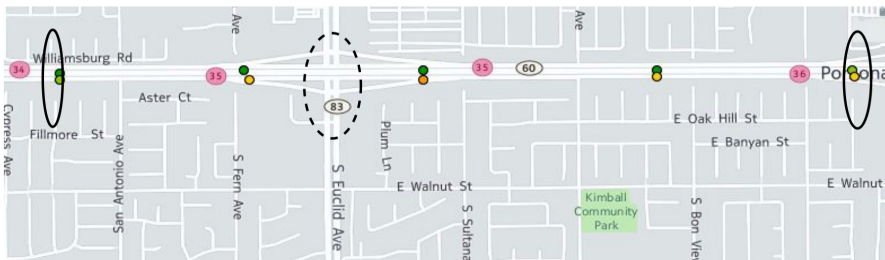 Ave
Ave
Williamsburg Rd
34
35
35
60
36
Pomona
83
Aster Ct
Cypress Ave
Fillmore St
San Antonio Ave
S Fern Ave
S Euclid Ave
Plum Ln
E Oak Hill St
E Banyan St
E Walnut St
E Walnut
Kimball
Community
Park
S Sultana
S Bon View